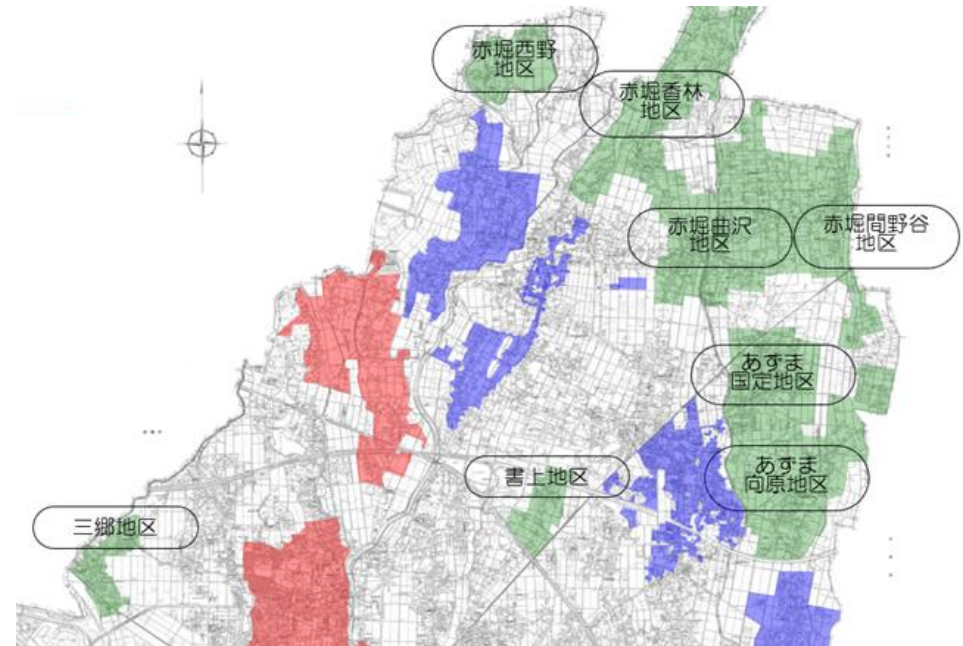 赤堀西野
地区
赤堀香林
地区
赤堀曲沢
地区
赤堀間野谷
地区
あずま
国定地区
あずま
向原地区
書上地区
三郷地区